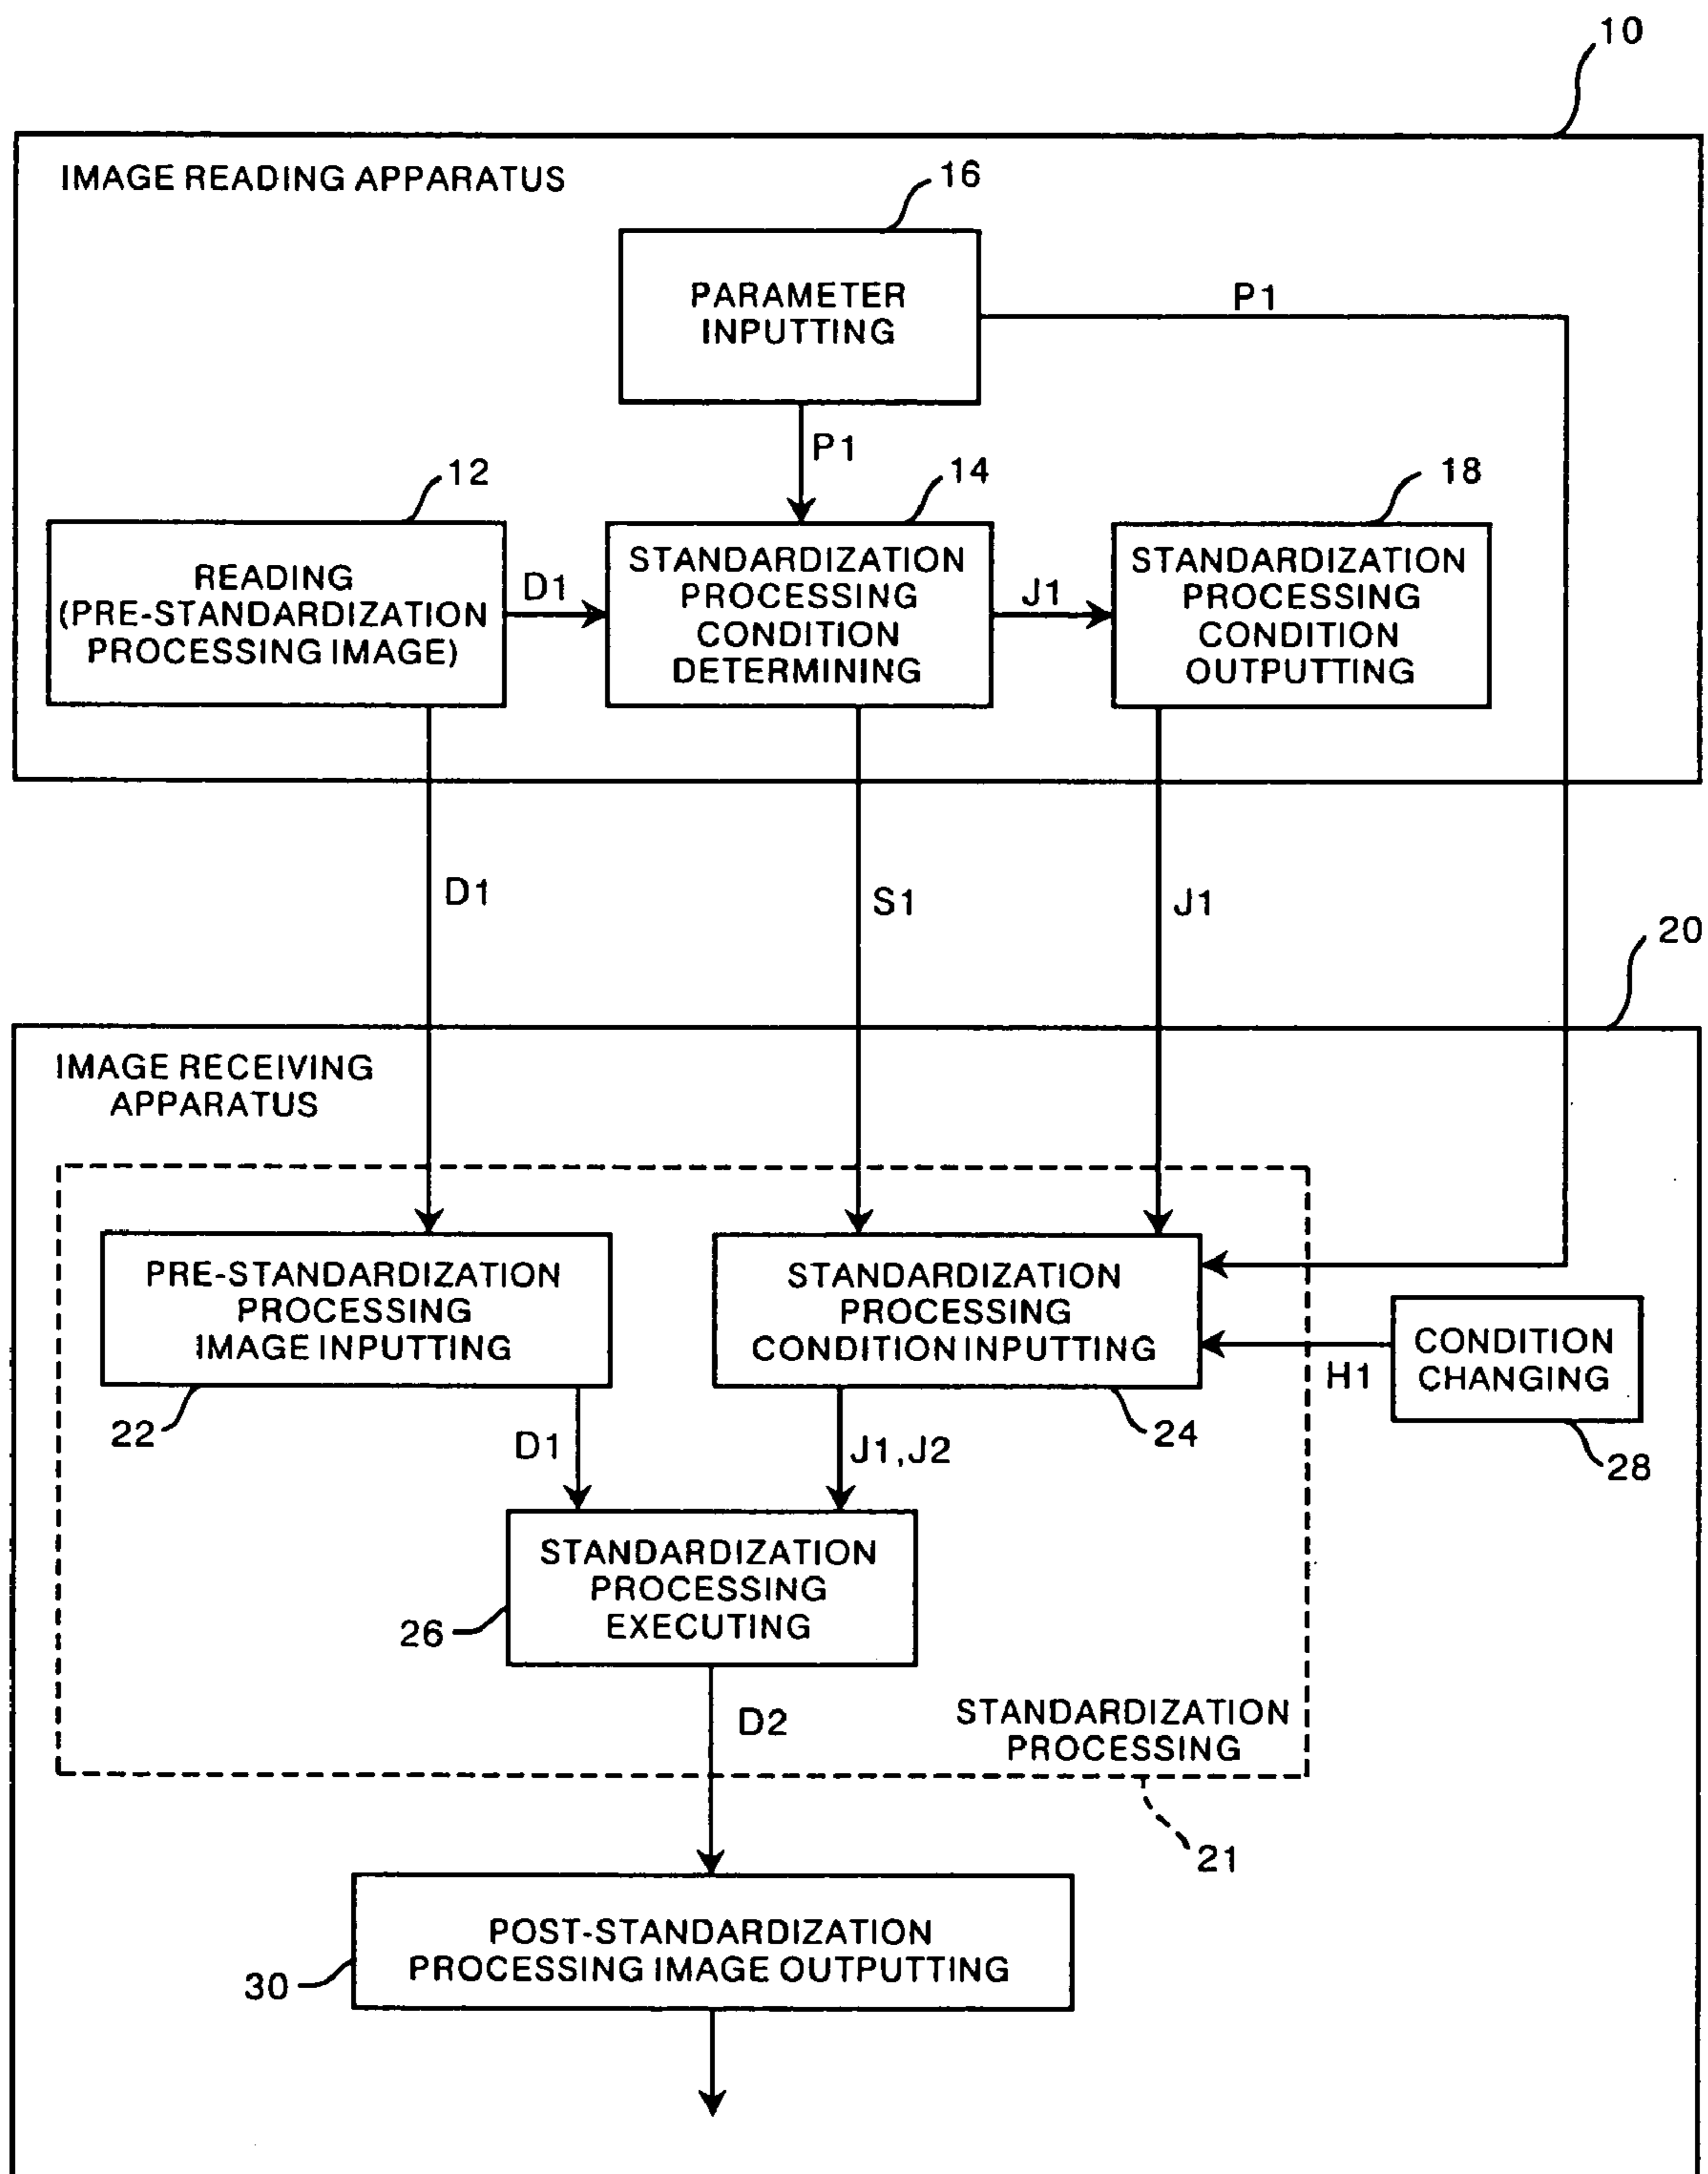 10
IMAGE READING APPARATUS
16
PARAMETER
INPUTTING
P1
P1
12
14
18
READING
(PRE-STANDARDIZATION
PROCESSING IMAGE)
D1
STANDARDIZATION
PROCESSING
CONDITION
DETERMINING
J1
STANDARDIZATION
PROCESSING
CONDITION
OUTPUTTING
D1
S1
J1
20
IMAGE RECEIVING
APPARATUS
PRE-STANDARDIZATION
PROCESSING
IMAGE INPUTTING
STANDARDIZATION
PROCESSING
CONDITION INPUTTING
H1
CONDITION
CHANGING
22
D1
J1,J2
24
28
STANDARDIZATION
PROCESSING
EXECUTING
26
D2
STANDARDIZATION
PROCESSING
21
POST-STANDARDIZATION
PROCESSING IMAGE OUTPUTTING
30